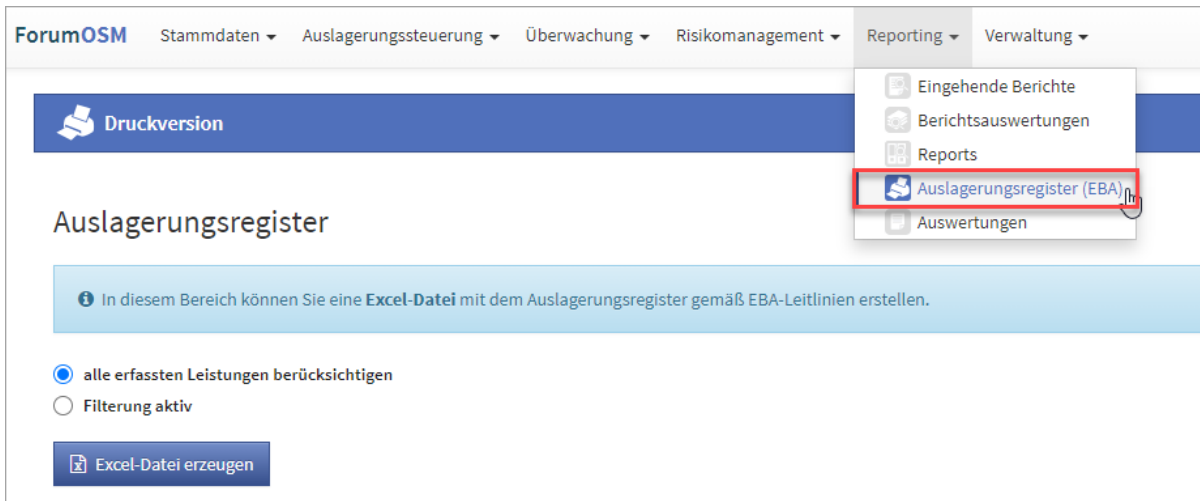 ForumOSM Stammdaten Auslagerungssteuerung Überwachung Risikomanagement Reporting Verwaltung
Eingehende Berichte
Berichtsauswertungen
Reports
Auslagerungsregister (EBA)
Auswertungen
Druckversion
Auslagerungsregister
In diesem Bereich können Sie eine Excel-Datei mit dem Auslagerungsregister gemäß EBA-Leitlinien erstellen.
alle erfassten Leistungen berücksichtigen
Filterung aktiv
Excel-Datei erzeugen